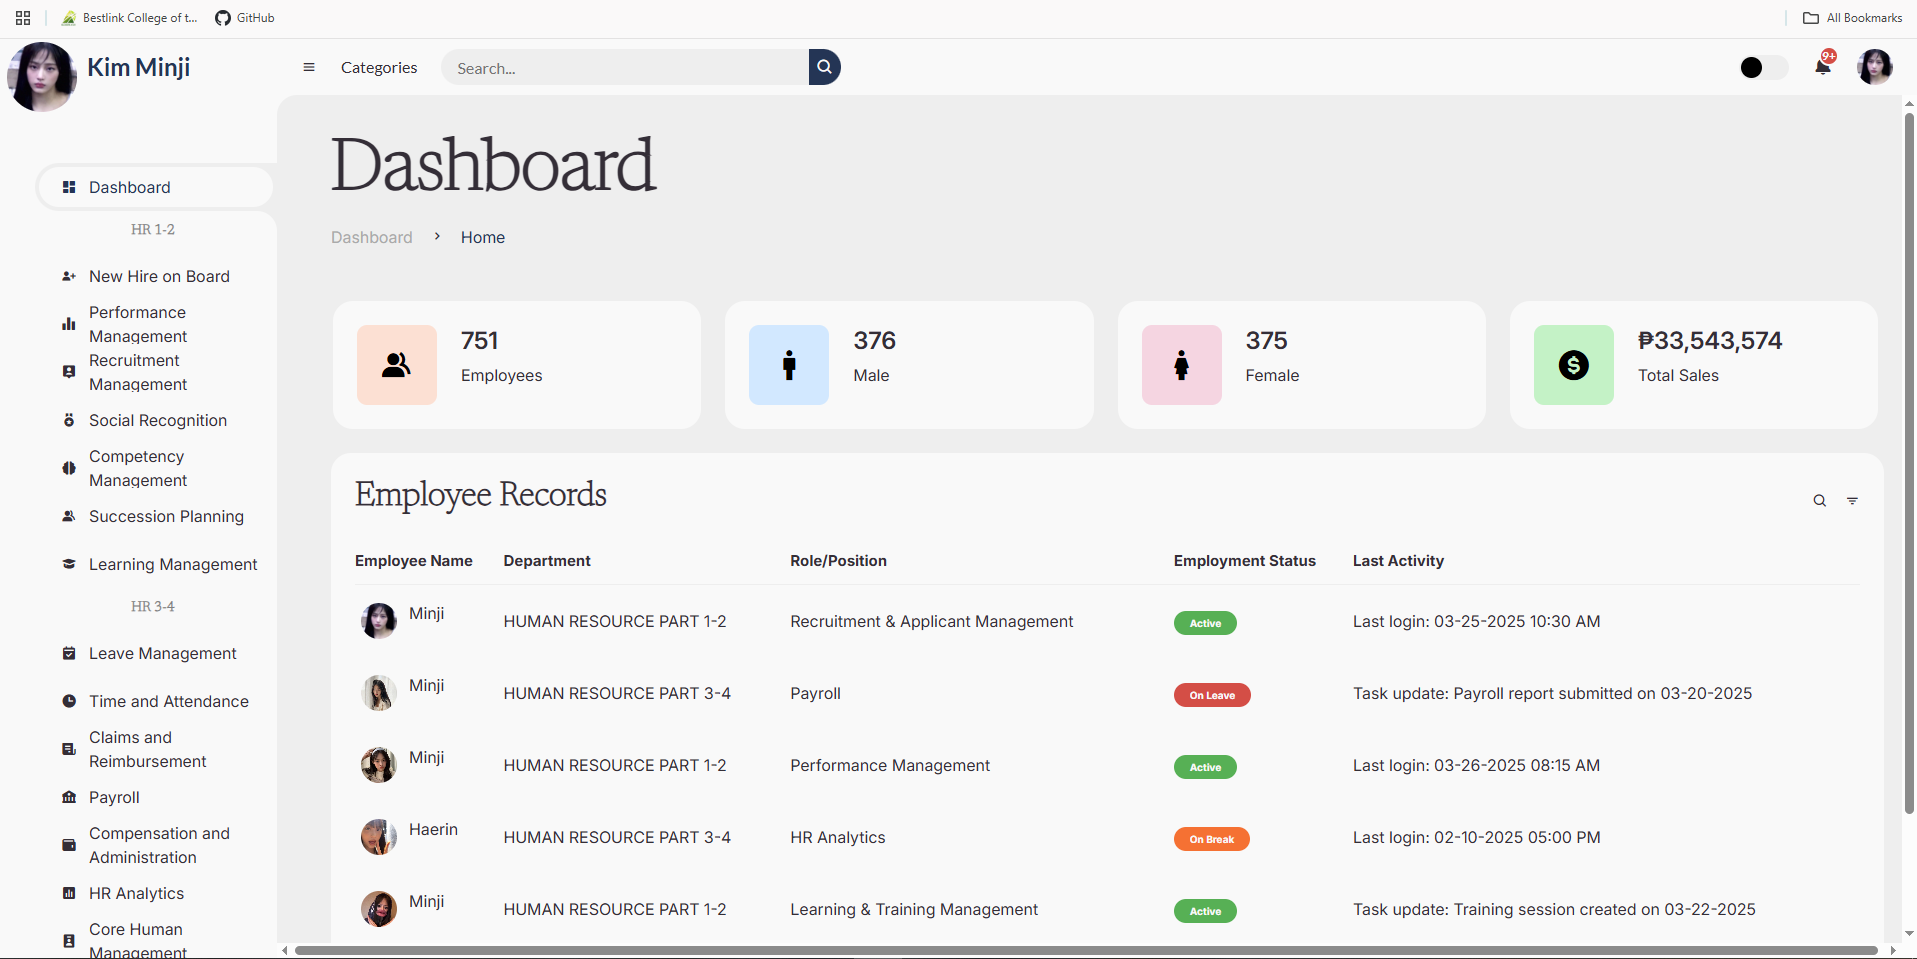 Bestlink College of t...
GitHub
All Bookmarks
Kim Minji
Categories
Search...
9+
Dashboard
HR 1-2
New Hire on Board
Performance
Management
Recruitment
Management
Social Recognition
Competency
Management
Succession Planning
Learning Management
HR 3-4
Leave Management
Time and Attendance
Claims and
Reimbursement
Payroll
Compensation and
Administration
HR Analytics
Core Human
Management
Dashboard
Dashboard > Home
751
Employees
376
Male
375
Female
₱33,543,574
Total Sales
Employee Records
Employee Name Department Role/Position Employment Status Last Activity
Minji HUMAN RESOURCE PART 1-2 Recruitment & Applicant Management Active Last login: 03-25-2025 10:30 AM
Minji HUMAN RESOURCE PART 3-4 Payroll On Leave Task update: Payroll report submitted on 03-20-2025
Minji HUMAN RESOURCE PART 1-2 Performance Management Active Last login: 03-26-2025 08:15 AM
Haerin HUMAN RESOURCE PART 3-4 HR Analytics On Break Last login: 02-10-2025 05:00 PM
Minji HUMAN RESOURCE PART 1-2 Learning & Training Management Active Task update: Training session created on 03-22-2025